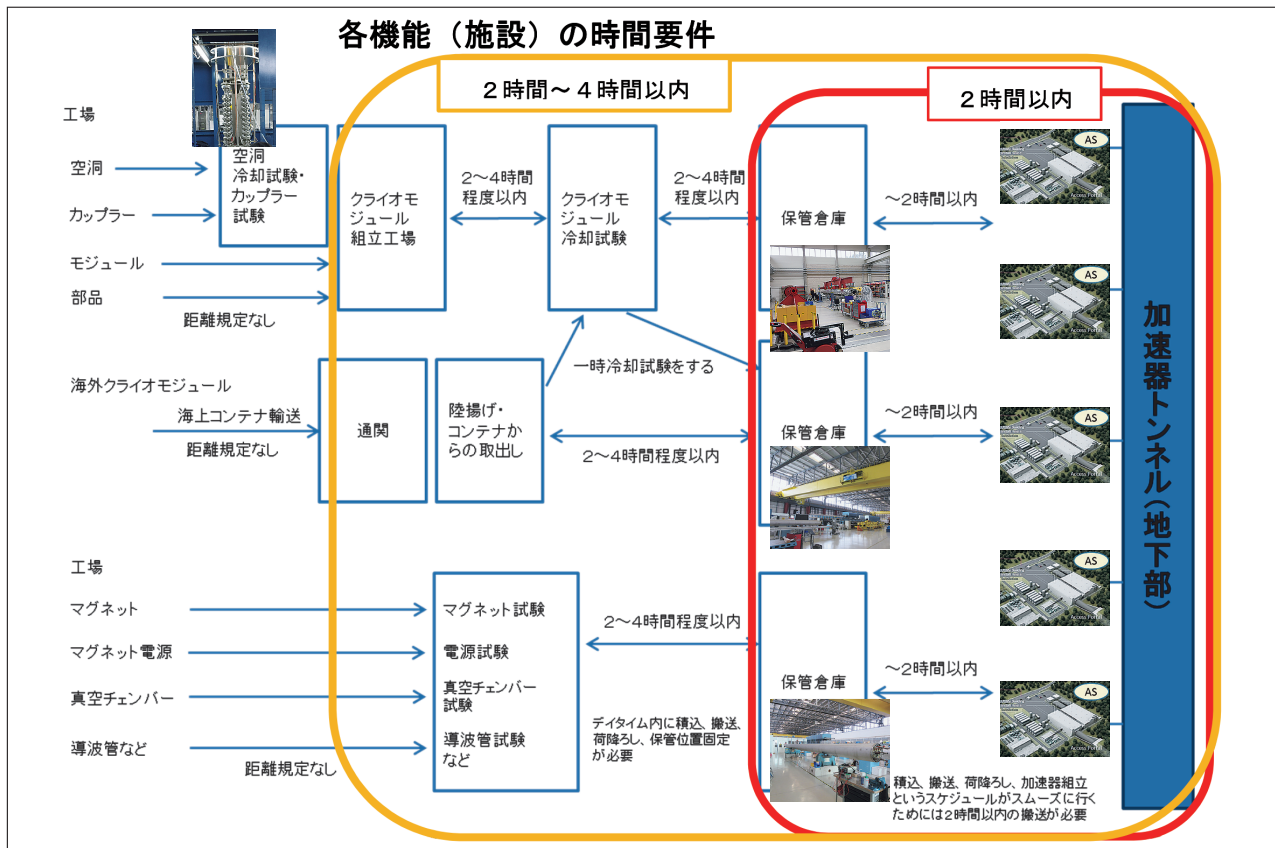 各機能（施設）の時間要件
２時間～４時間以内
２時間以内
工場
空洞
カップラー
モジュール
部品
距離規定なし
空洞
冷却試験・
カップラー
試験
クライオモ
ジュール
組立工場
2～4時間
程度以内
クライオモ
ジュール
冷却試験
2～4時間
程度以内
保管倉庫
～2時間以内
AS
Access Portal
AS
Access Portal
AS
Access Portal
AS
Access Portal
AS
Access Portal
加速器トンネル（地下部）
一時冷却試験をする
海外クライオモジュール
海上コンテナ輸送
距離規定なし
通関
陸揚げ・
コンテナか
らの取出し
2～4時間程度以内
保管倉庫
～2時間以内
工場
マグネット
マグネット電源
真空チェンバー
導波管など
距離規定なし
マグネット試験
電源試験
真空チェンバー
試験
導波管試験
など
2～4時間程度以内
デイタイム内に積込、搬送、
荷降ろし、保管位置固定
が必要
保管倉庫
～2時間以内
積込、搬送、荷降ろし、加速器組立
というスケジュールがスムーズに行く
ためには2時間以内の搬送が必要